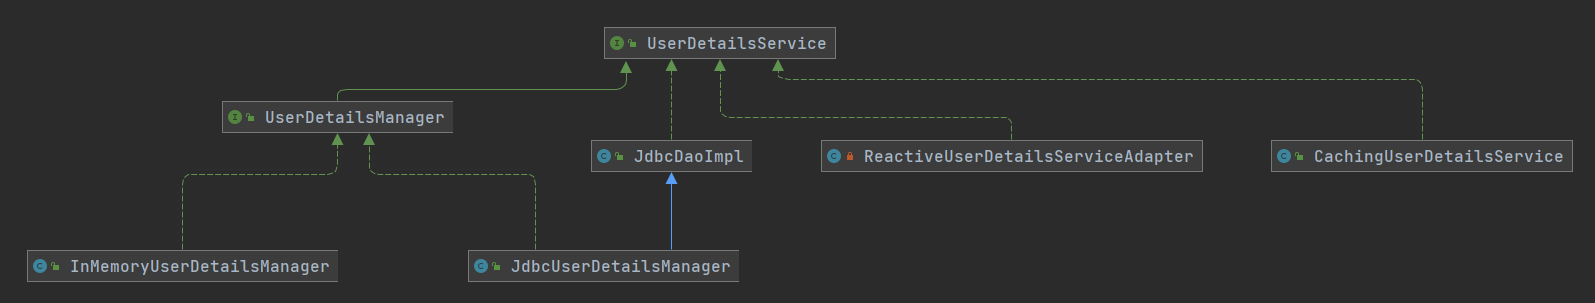 UserDetailsService
UserDetailsManager
JdbcDaoImpl
ReactiveUserDetailsServiceAdapter
CachingUserDetailsService
InMemoryUserDetailsManager
JdbcUserDetailsManager